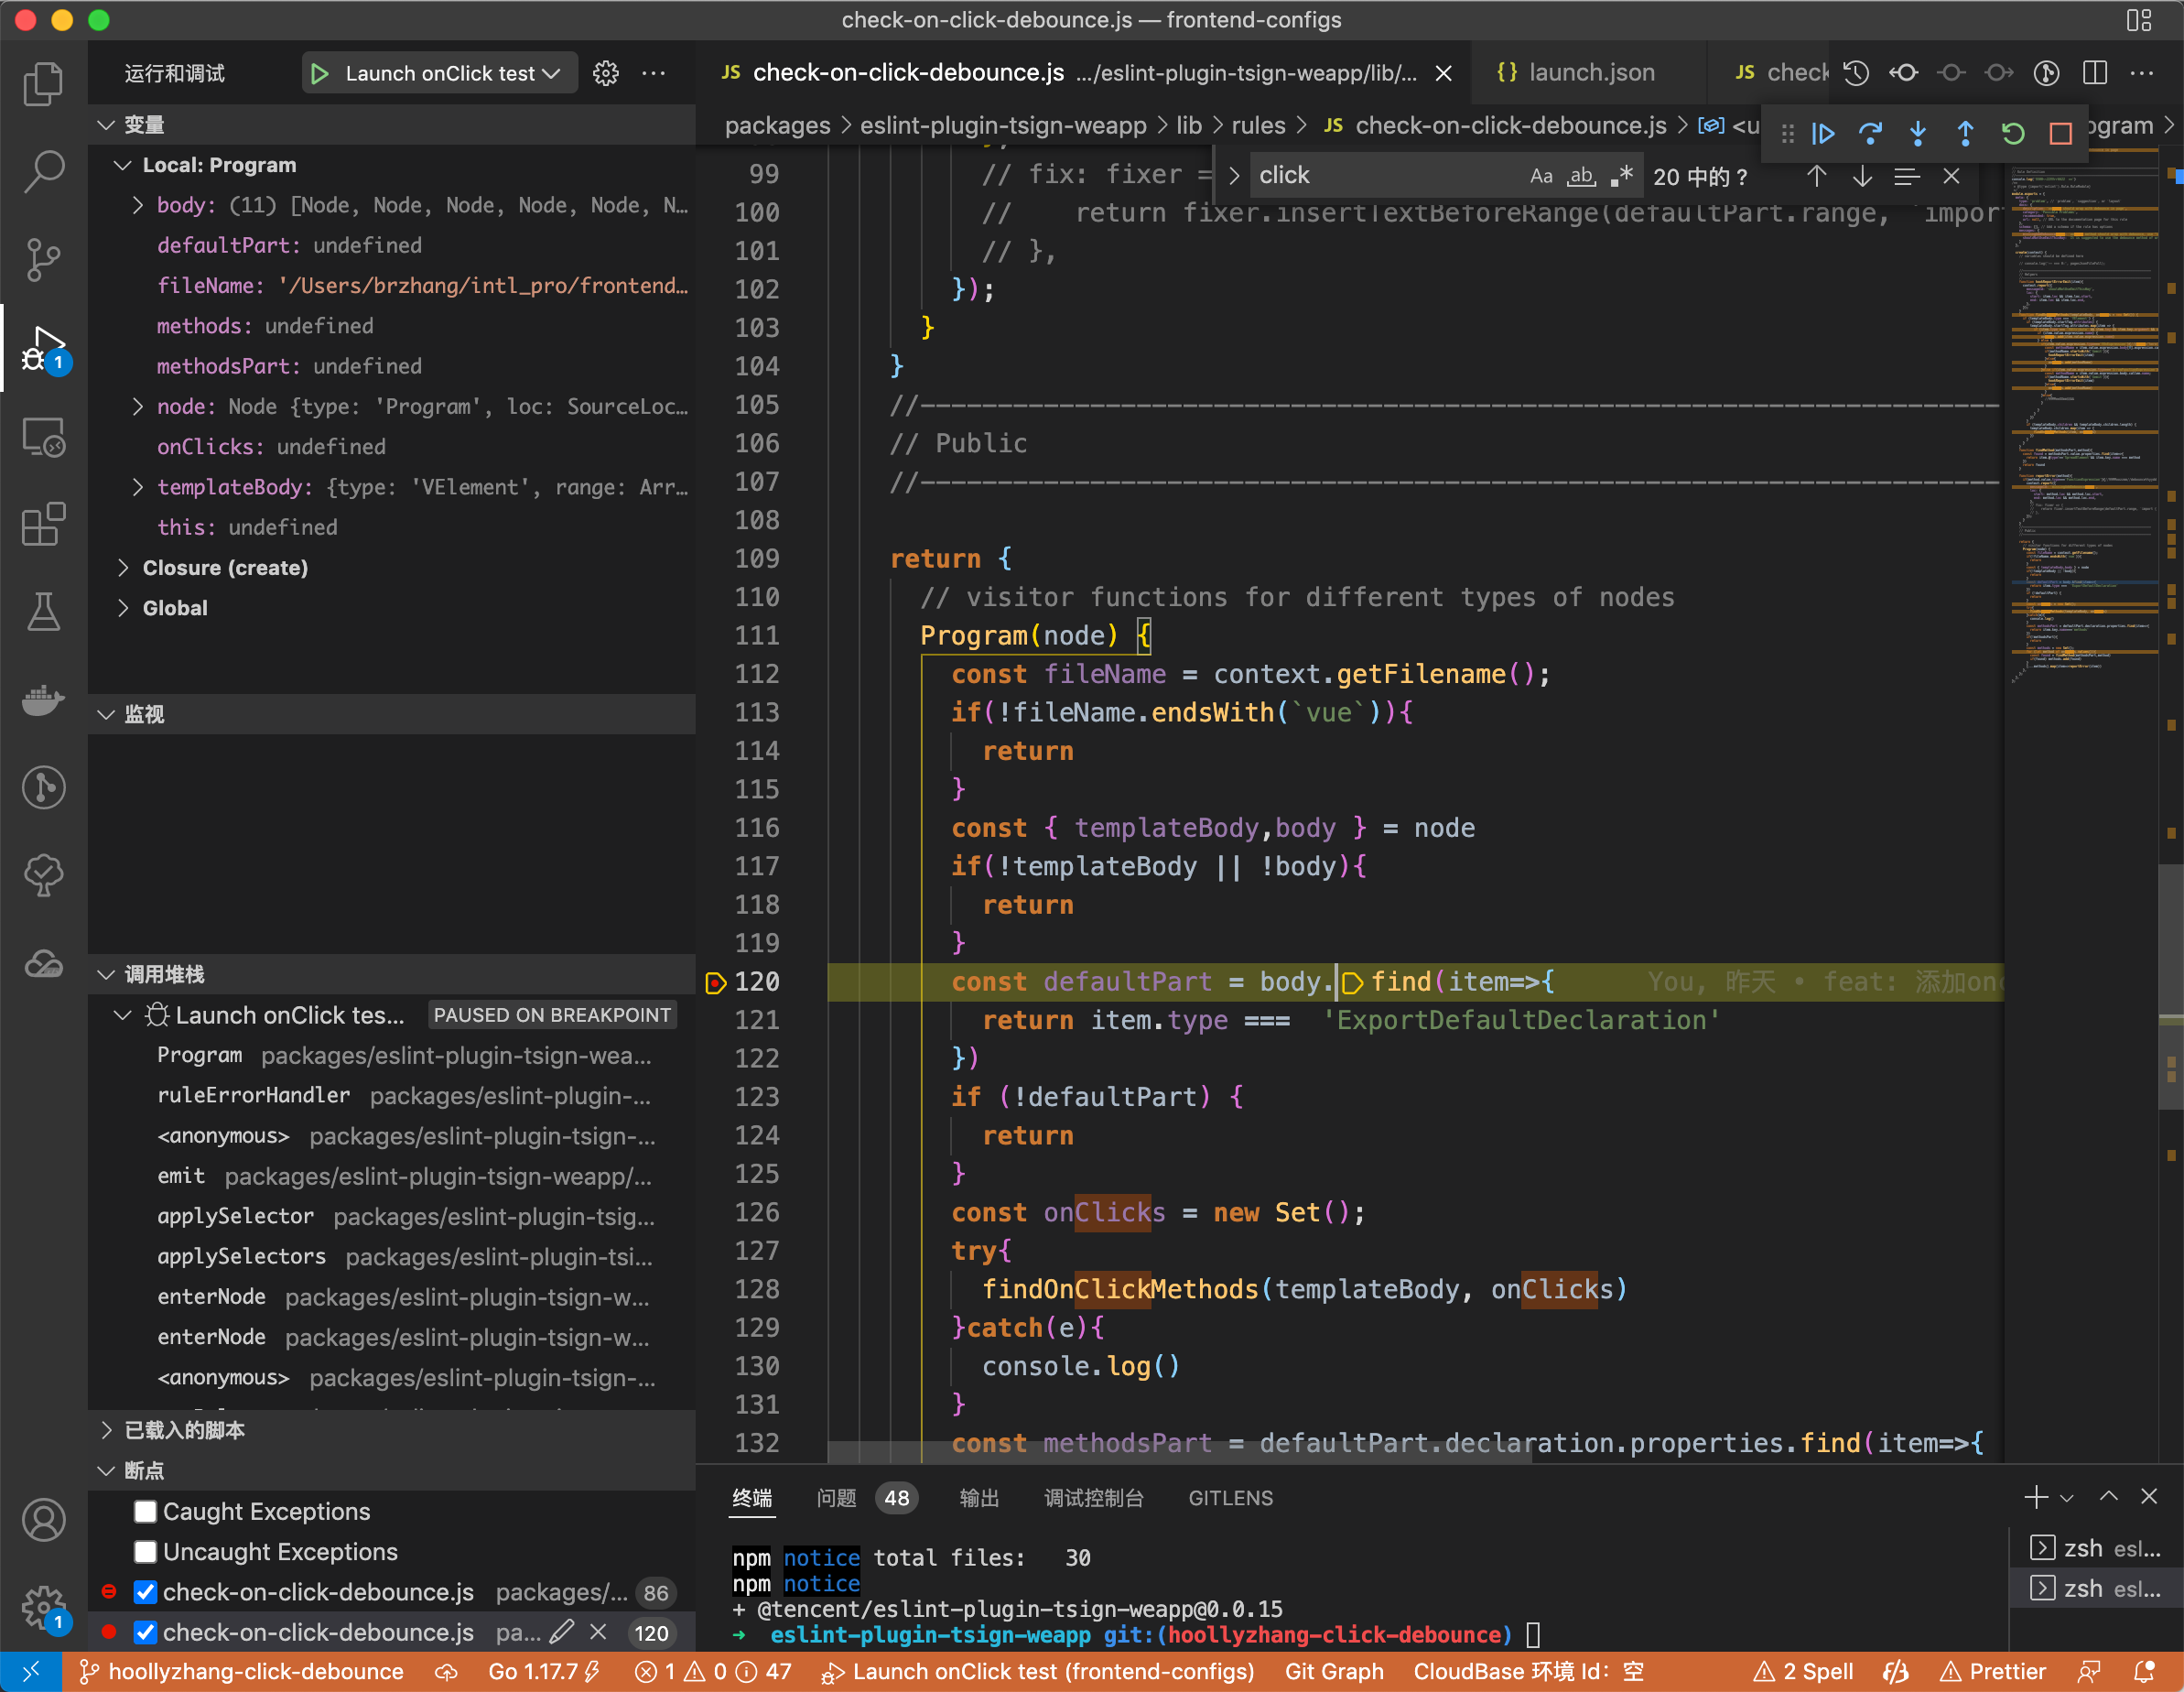 check-on-click-debounce.js — frontend-configs
运行和调试
Launch onClick test
JS check-on-click-debounce.js .../eslint-plugin-tsign-weapp/lib/...
{} launch.json
JS check
变量
Local: Program
body: (11) [Node, Node, Node, Node, Node, N…
defaultPart: undefined
fileName: '/Users/brzhang/intl_pro/frontend…
methods: undefined
methodsPart: undefined
node: Node {type: 'Program', loc: SourceLoc…
onClicks: undefined
templateBody: {type: 'VElement', range: Arr…
this: undefined
Closure (create)
Global
监视
调用堆栈
Launch onClick tes... PAUSED ON BREAKPOINT
Program packages/eslint-plugin-tsign-wea...
ruleErrorHandler packages/eslint-plugin-...
<anonymous> packages/eslint-plugin-tsign-...
emit packages/eslint-plugin-tsign-weapp/...
applySelector packages/eslint-plugin-tsig...
applySelectors packages/eslint-plugin-tsi...
enterNode packages/eslint-plugin-tsign-w...
enterNode packages/eslint-plugin-tsign-w...
<anonymous> packages/eslint-plugin-tsign-...
已载入的脚本
断点
Caught Exceptions
Uncaught Exceptions
check-on-click-debounce.js packages/... 86
check-on-click-debounce.js pa... 120
packages > eslint-plugin-tsign-weapp > lib > rules > JS check-on-click-debounce.js > <u
ogram >
click Aa ab, .* 20 中的 ?
99 // fix: fixer =
100 // return fixer.insertTextBeforeRange(defaultPart.range, `impor
101 // },
102 });
103 }
104 }
105 //----------------------------------------------------------------------
106 // Public
107 //----------------------------------------------------------------------
108
109 return {
110 // visitor functions for different types of nodes
111 Program(node) {
112 const fileName = context.getFilename();
113 if(!fileName.endsWith(`vue`)){
114 return
115 }
116 const { templateBody,body } = node
117 if(!templateBody || !body){
118 return
119 }
120 const defaultPart = body.find(item=>{ You, 昨天 • feat: 添加onc
121 return item.type === 'ExportDefaultDeclaration'
122 })
123 if (!defaultPart) {
124 return
125 }
126 const onClicks = new Set();
127 try{
128 findOnClickMethods(templateBody, onClicks)
129 }catch(e){
130 console.log()
131 }
132 const methodsPart = defaultPart.declaration.properties.find(item=>{
终端 问题 48 输出 调试控制台 GITLENS
npm notice total files: 30
npm notice
+ @tencent/eslint-plugin-tsign-weapp@0.0.15
➜ eslint-plugin-tsign-weapp git:(hoollyzhang-click-debounce)
zsh esl...
zsh esl...
1
1
hoollyzhang-click-debounce Go 1.17.7 1 0 47 Launch onClick test (frontend-configs) Git Graph CloudBase 环境 Id: 空 2 Spell Prettier